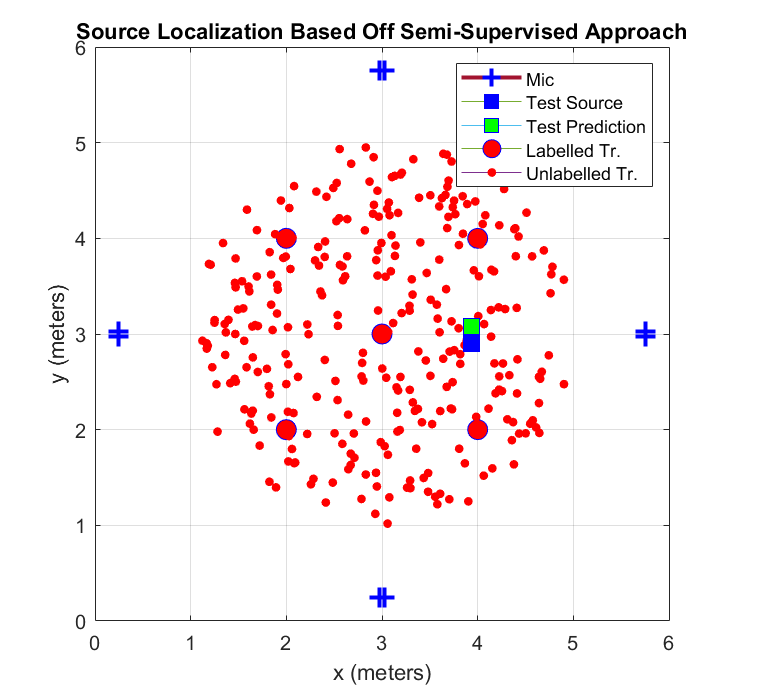 Source Localization Based Off Semi-Supervised Approach
Mic
Test Source
Test Prediction
Labelled Tr.
Unlabelled Tr.
6
5
4
3
2
1
0
y (meters)
0 1 2 3 4 5 6
x (meters)